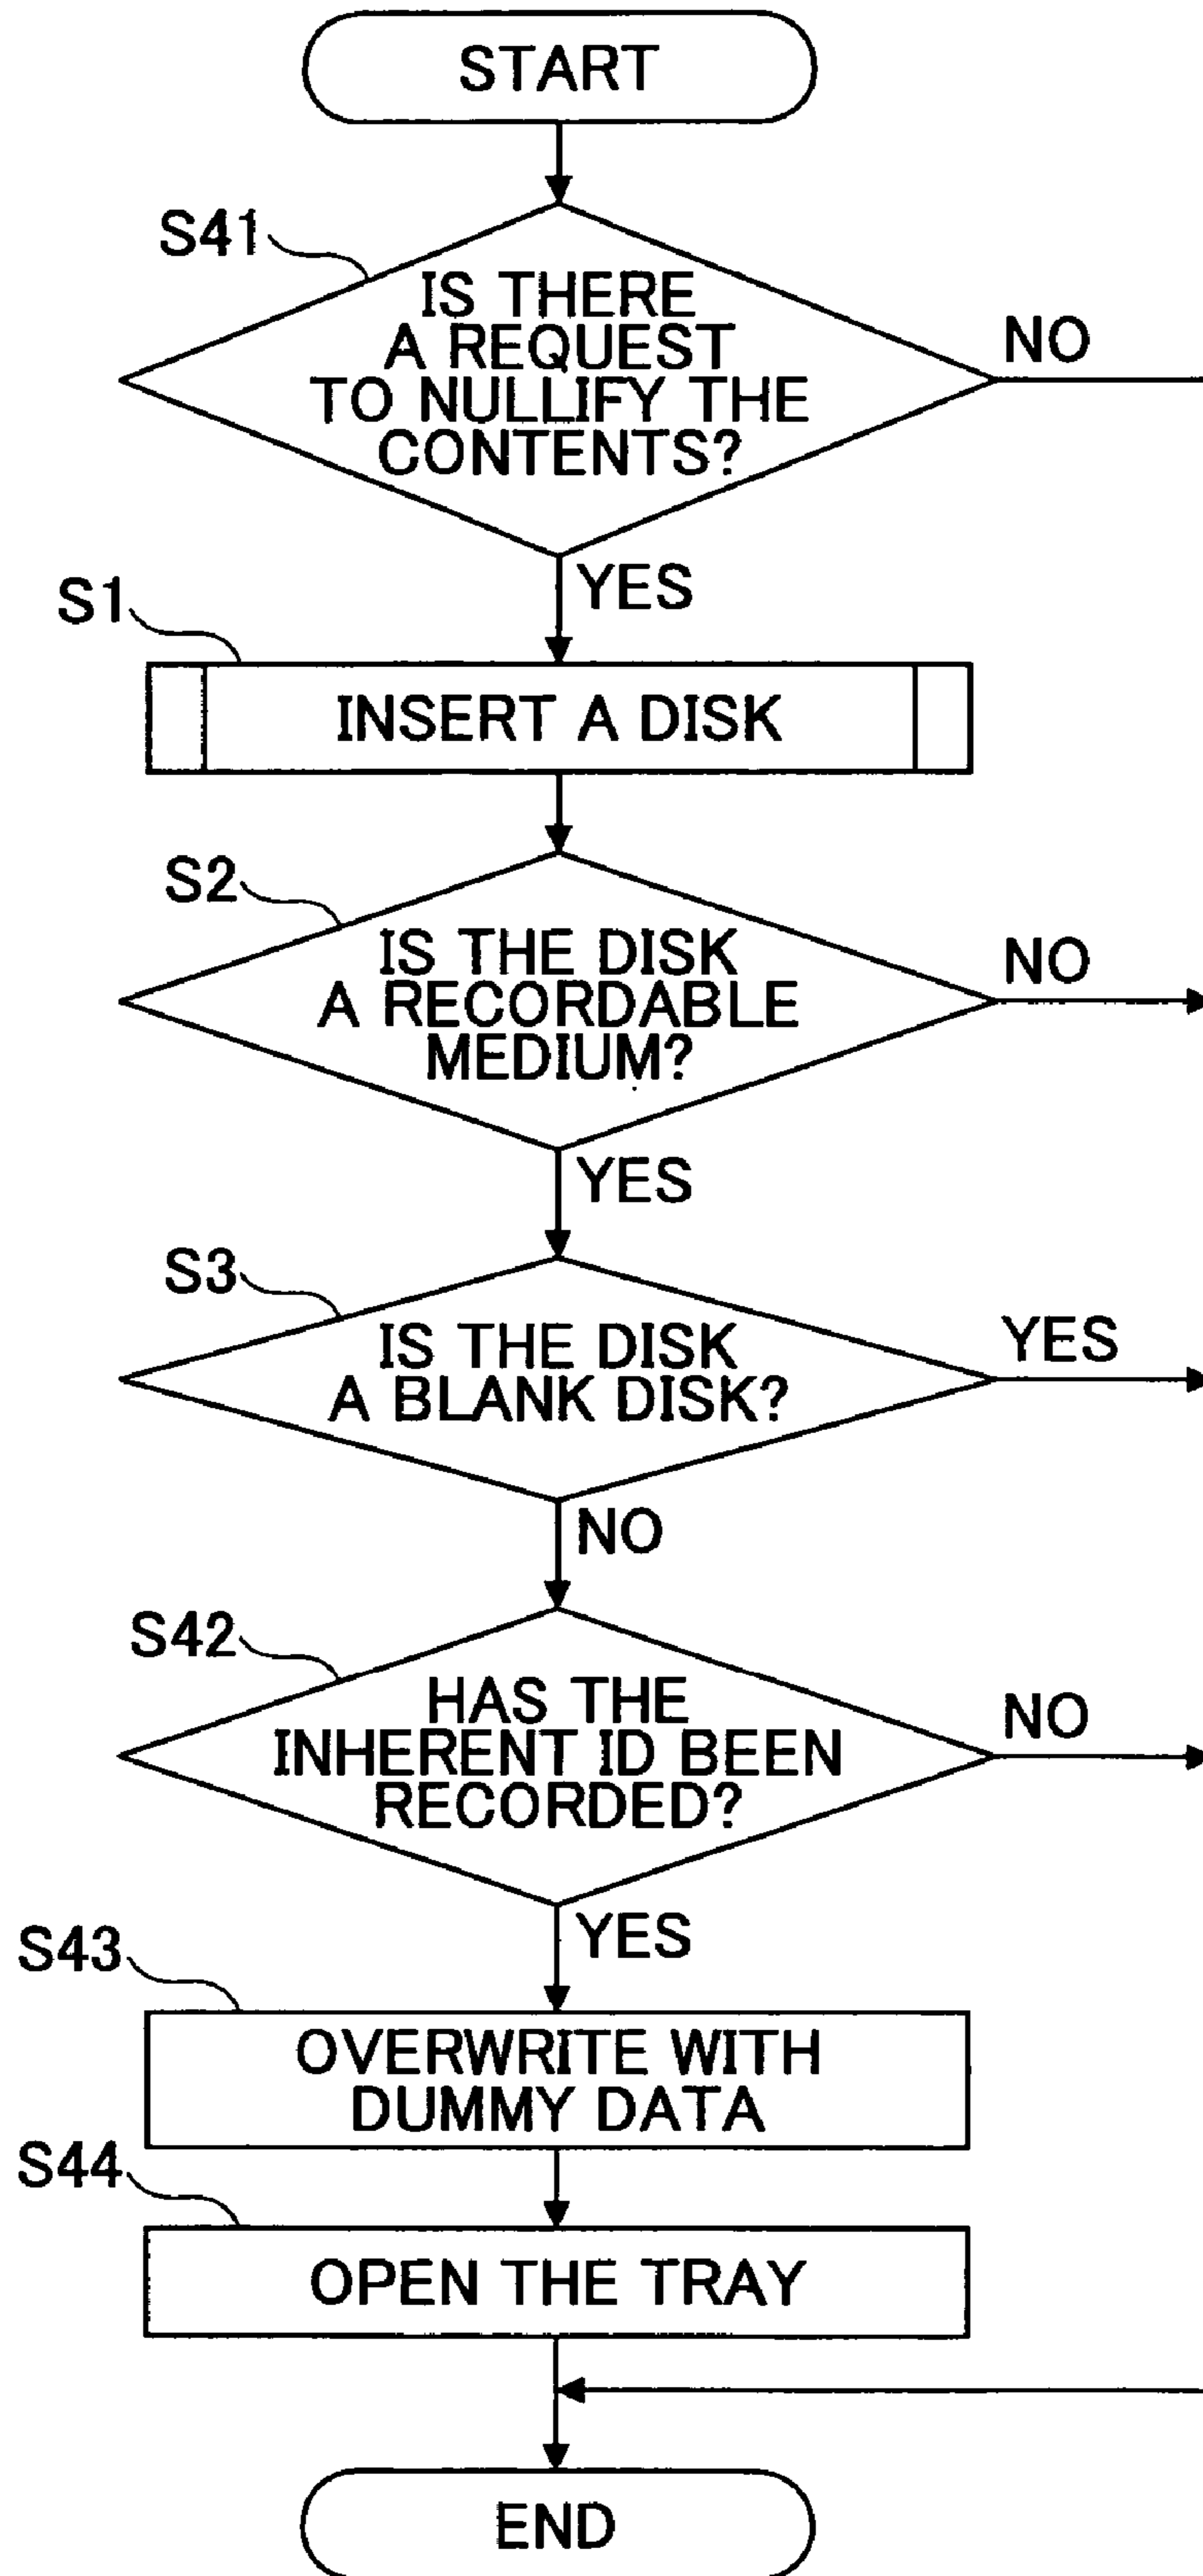 START
S41
IS THERE
A REQUEST
TO NULLIFY THE
CONTENTS?
NO
YES
S1
INSERT A DISK
S2
IS THE DISK
A RECORDABLE
MEDIUM?
NO
YES
S3
IS THE DISK
A BLANK DISK?
YES
NO
S42
HAS THE
INHERENT ID BEEN
RECORDED?
NO
YES
S43
OVERWRITE WITH
DUMMY DATA
S44
OPEN THE TRAY
END